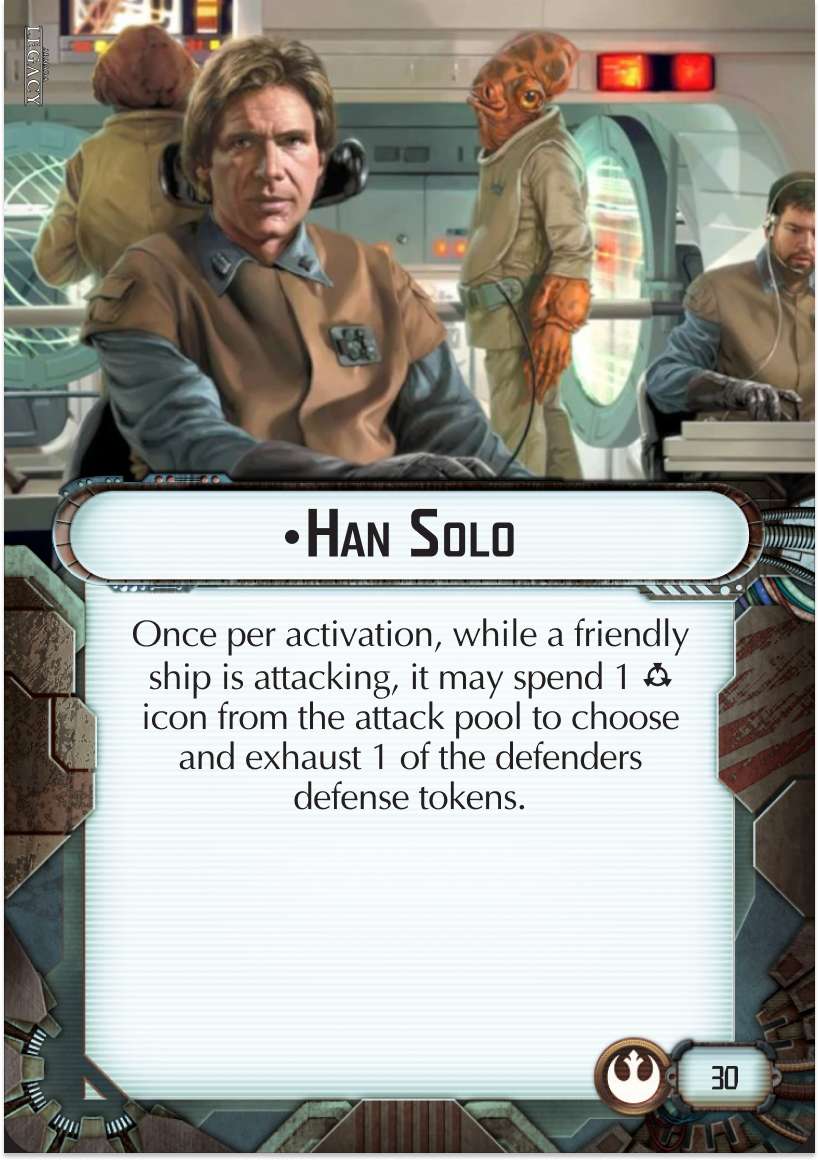 ARMADA
LEGACY
•Han Solo
Once per activation, while a friendly
ship is attacking, it may spend 1
icon from the attack pool to choose
and exhaust 1 of the defenders
defense tokens.
30